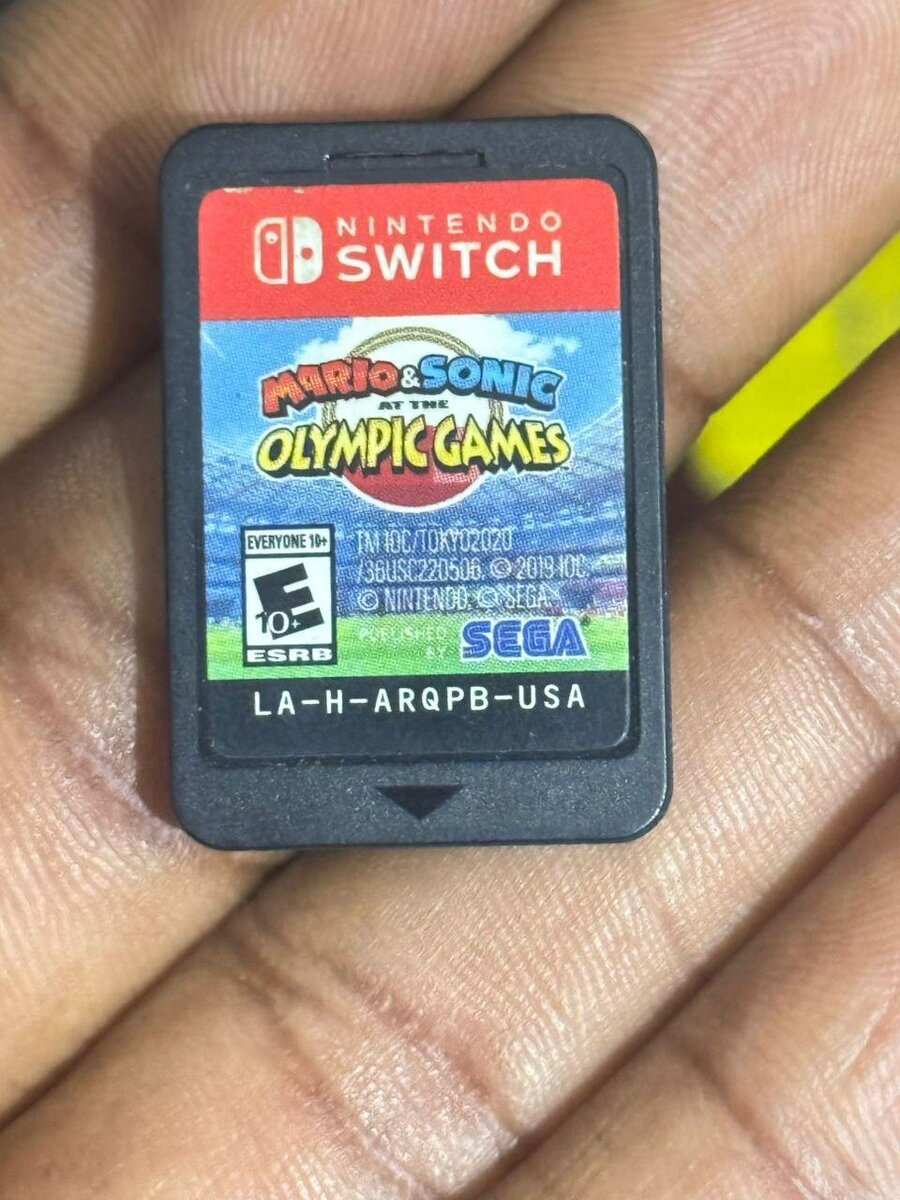 NINTENDO
SWITCH
MARIO & SONIC
AT THE
OLYMPIC GAMES™
EVERYONE 10+
E
10+
ESRB
TM IOC/TOKYO2020
/36USC220506. © 2019 IOC.
© NINTENDO. © SEGA.
PUBLISHED
BY
SEGA®
LA-H-ARQPB-USA